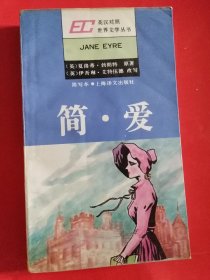 EC 英汉对照
世界文学丛书
JANE EYRE
(英)夏洛蒂·勃朗特 原著
(英)伊芙琳·艾特伍德 改写
简写本·上海译文出版社
简·爱